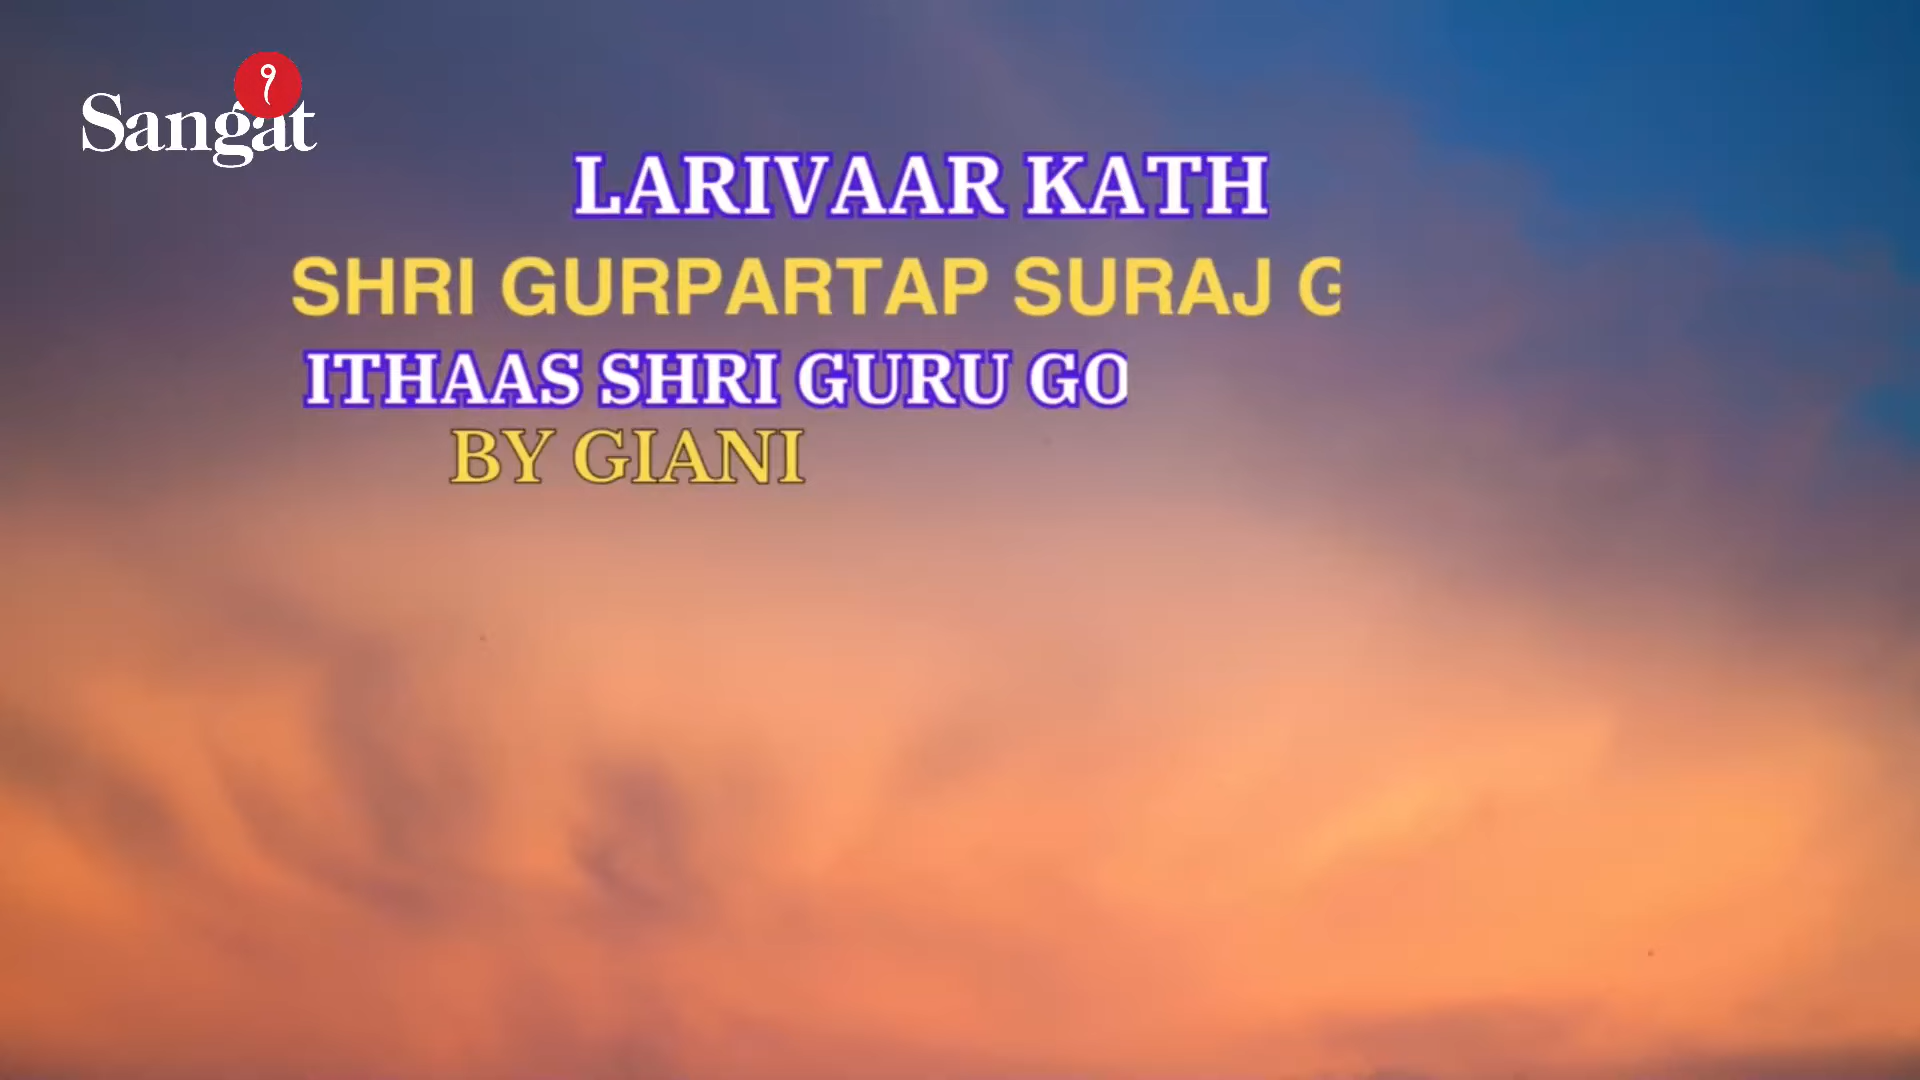 Sangat
LARIVAAR KATH
SHRI GURPARTAP SURAJ G
ITHAAS SHRI GURU GO
BY GIANI